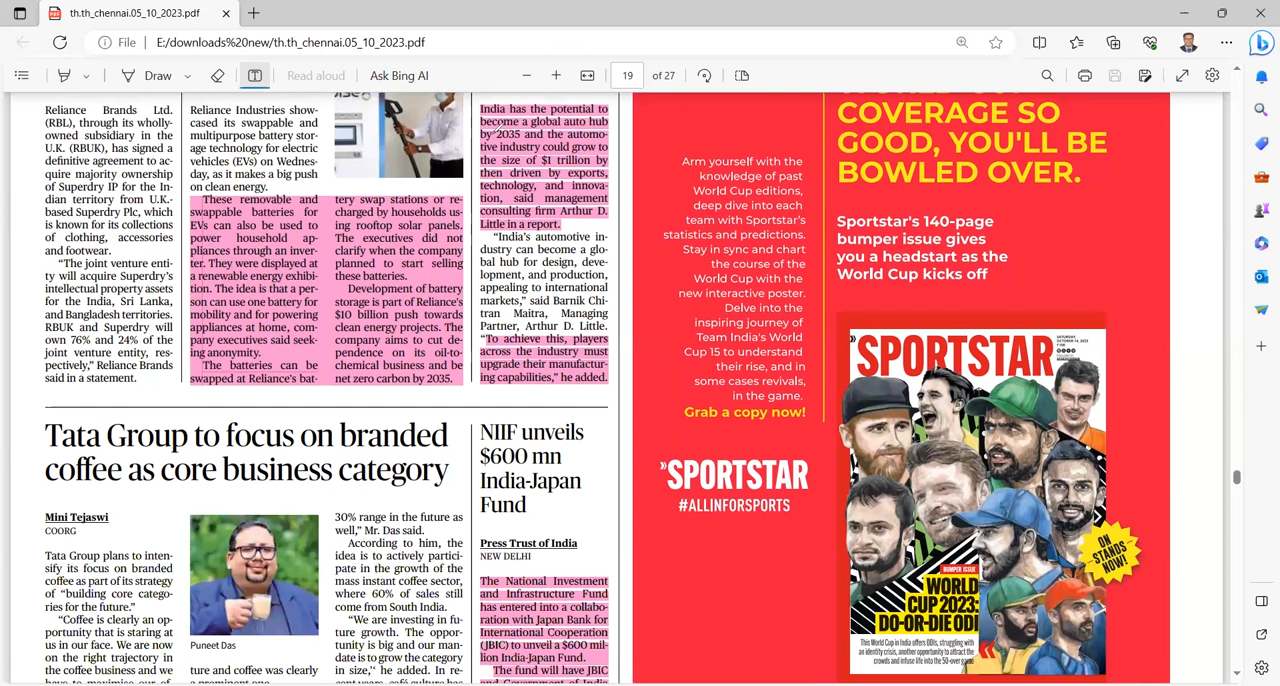 th.th_chennai.05_10_2023.pdf
File
E:/downloads%20new/th.th_chennai.05_10_2023.pdf
Draw
Read aloud
Ask Bing AI
19
of 27
Reliance Brands Ltd.
(RBL), through its wholly-
owned subsidiary in the
U.K. (RBUK), has signed a
definitive agreement to ac-
quire majority ownership
of Superdry IP for the In-
dian territory from U.K.-
based Superdry Plc, which
is known for its collections
of clothing, accessories
and footwear.
"The joint venture enti-
ty will acquire Superdry's
intellectual property assets
for the India, Sri Lanka,
and Bangladesh territories.
RBUK and Superdry will
own 76% and 24% of the
joint venture entity, res-
pectively," Reliance Brands
said in a statement.
Reliance Industries show-
cased its swappable and
multipurpose battery stor-
age technology for electric
vehicles (EVs) on Wednes-
day, as it makes a big push
on clean energy.
These removable and
swappable batteries for
EVs can also be used to
power household ap-
pliances through an inver-
ter. They were displayed at
a renewable energy exhibi-
tion. The idea is that a per-
son can use one battery for
mobility and for powering
appliances at home, com-
pany executives said seek-
ing anonymity.
The batteries can be
swapped at Reliance's bat-
tery swap stations or re-
charged by households us-
ing rooftop solar panels.
The executives did not
clarify when the company
planned to start selling
these batteries.
Development of battery
storage is part of Reliance's
$10 billion push towards
clean energy projects. The
company aims to cut de-
pendence on its oil-to-
chemical business and be
net zero carbon by 2035.
India has the potential to
become a global auto hub
by 2035 and the automo-
tive industry could grow to
the size of $1 trillion by
then driven by exports,
technology, and innova-
tion, said management
consulting firm Arthur D.
Little in a report.
"India's automotive in-
dustry can become a glo-
bal hub for design, deve-
lopment, and production,
appealing to international
markets," said Barnik Chi-
tran Maitra, Managing
Partner, Arthur D. Little.
"To achieve this, players
across the industry must
upgrade their manufactur-
ing capabilities," he added.
Tata Group to focus on branded
coffee as core business category
Mini Tejaswi
COORG
Tata Group plans to inten-
sify its focus on branded
coffee as part of its strategy
of "building core catego-
ries for the future."
"Coffee is clearly an op-
portunity that is staring at
us in our face. We are now
on the right trajectory in
the coffee business and we
Puneet Das
ture and coffee was clearly
30% range in the future as
well," Mr. Das said.
According to him, the
idea is to actively partici-
pate in the growth of the
mass instant coffee sector,
where 60% of sales still
come from South India.
"We are investing in fu-
ture growth. The oppor-
tunity is big and our man-
date is to grow the category
in size,'' he added. In re-
NIIF unveils
$600 mn
India-Japan
Fund
Press Trust of India
NEW DELHI
The National Investment
and Infrastructure Fund
has entered into a collabo-
ration with Japan Bank for
International Cooperation
(JBIC) to unveil a $600 mil-
lion India-Japan Fund.
The fund will have JBIC
and Government of India
COVERAGE SO
GOOD, YOU'LL BE
BOWLED OVER.
Arm yourself with the
knowledge of past
World Cup editions,
deep dive into each
team with Sportstar's
statistics and predictions.
Stay in sync and chart
the course of the
World Cup with the
new interactive poster.
Delve into the
inspiring journey of
Team India's World
Cup 15 to understand
their rise, and in
some cases revivals,
in the game.
Grab a copy now!
SPORTSTAR
#ALLINFORSPORTS
Sportstar's 140-page
bumper issue gives
you a headstart as the
World Cup kicks off
SPORTSTAR
BUMPER ISSUE
WORLD
CUP 2023:
DO-OR-DIE ODI
This World Cup in India offers ODIs, struggling with
an identity crisis, another opportunity to attract the
crowds and infuse life into the 50-over game
ON
STANDS
NOW!